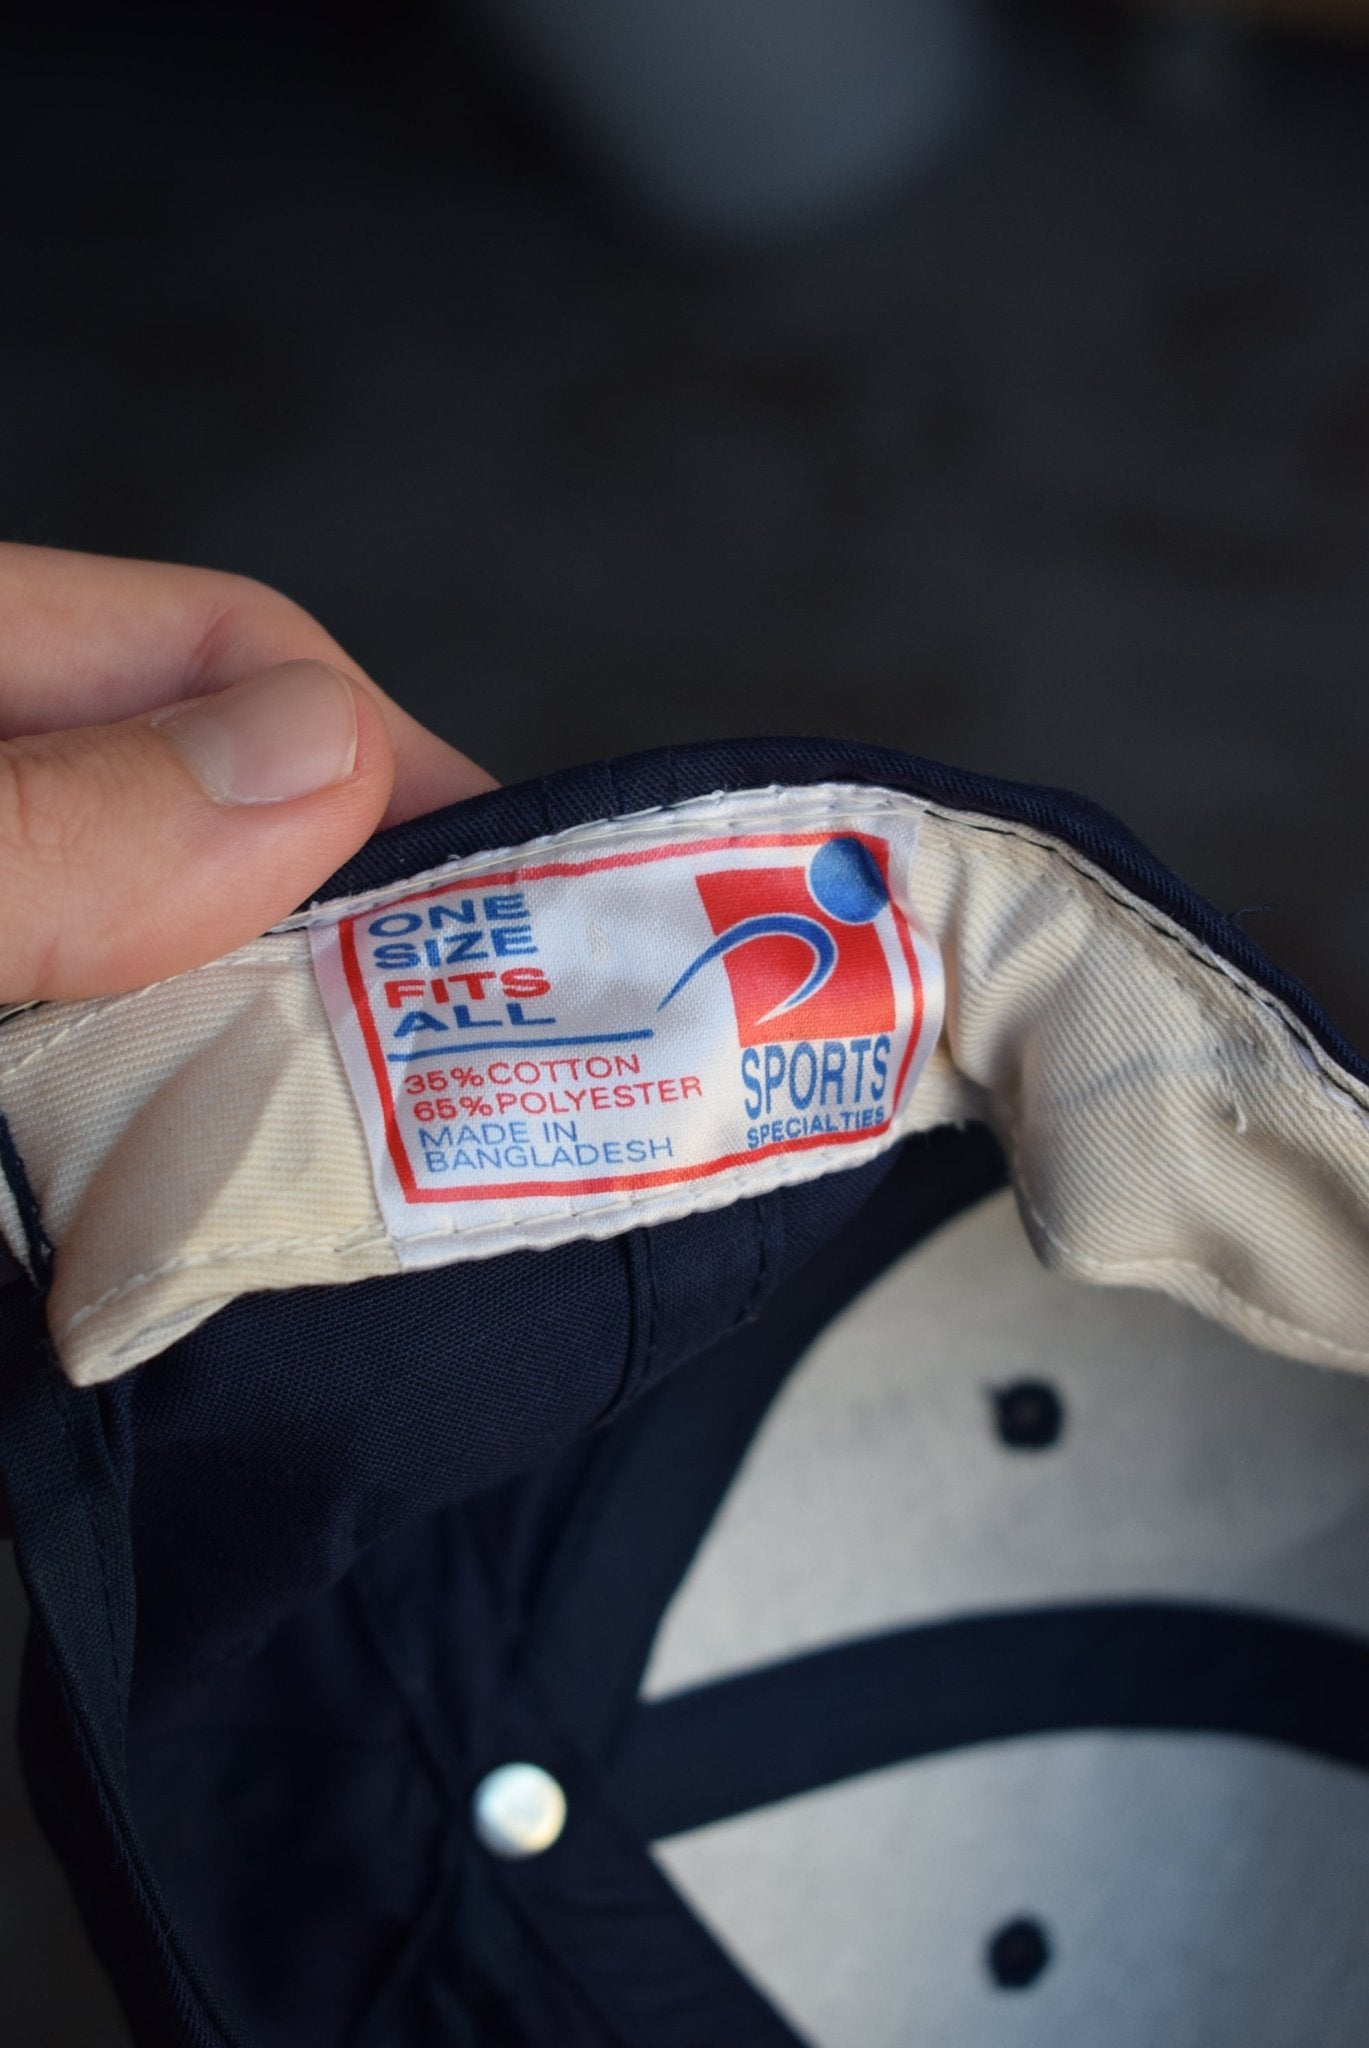 ONE
SIZE
FITS
ALL
35% COTTON
65% POLYESTER
MADE IN
BANGLADESH
SPORTS
SPECIALTIES